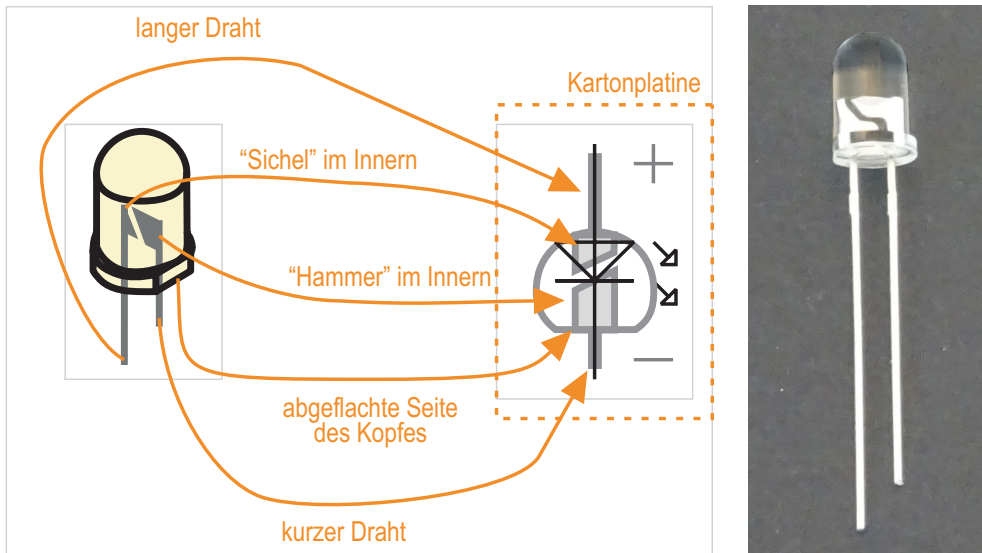 langer Draht
Kartonplatine
“Sichel” im Innern
+
“Hammer” im Innern
—
abgeflachte Seite
des Kopfes
kurzer Draht